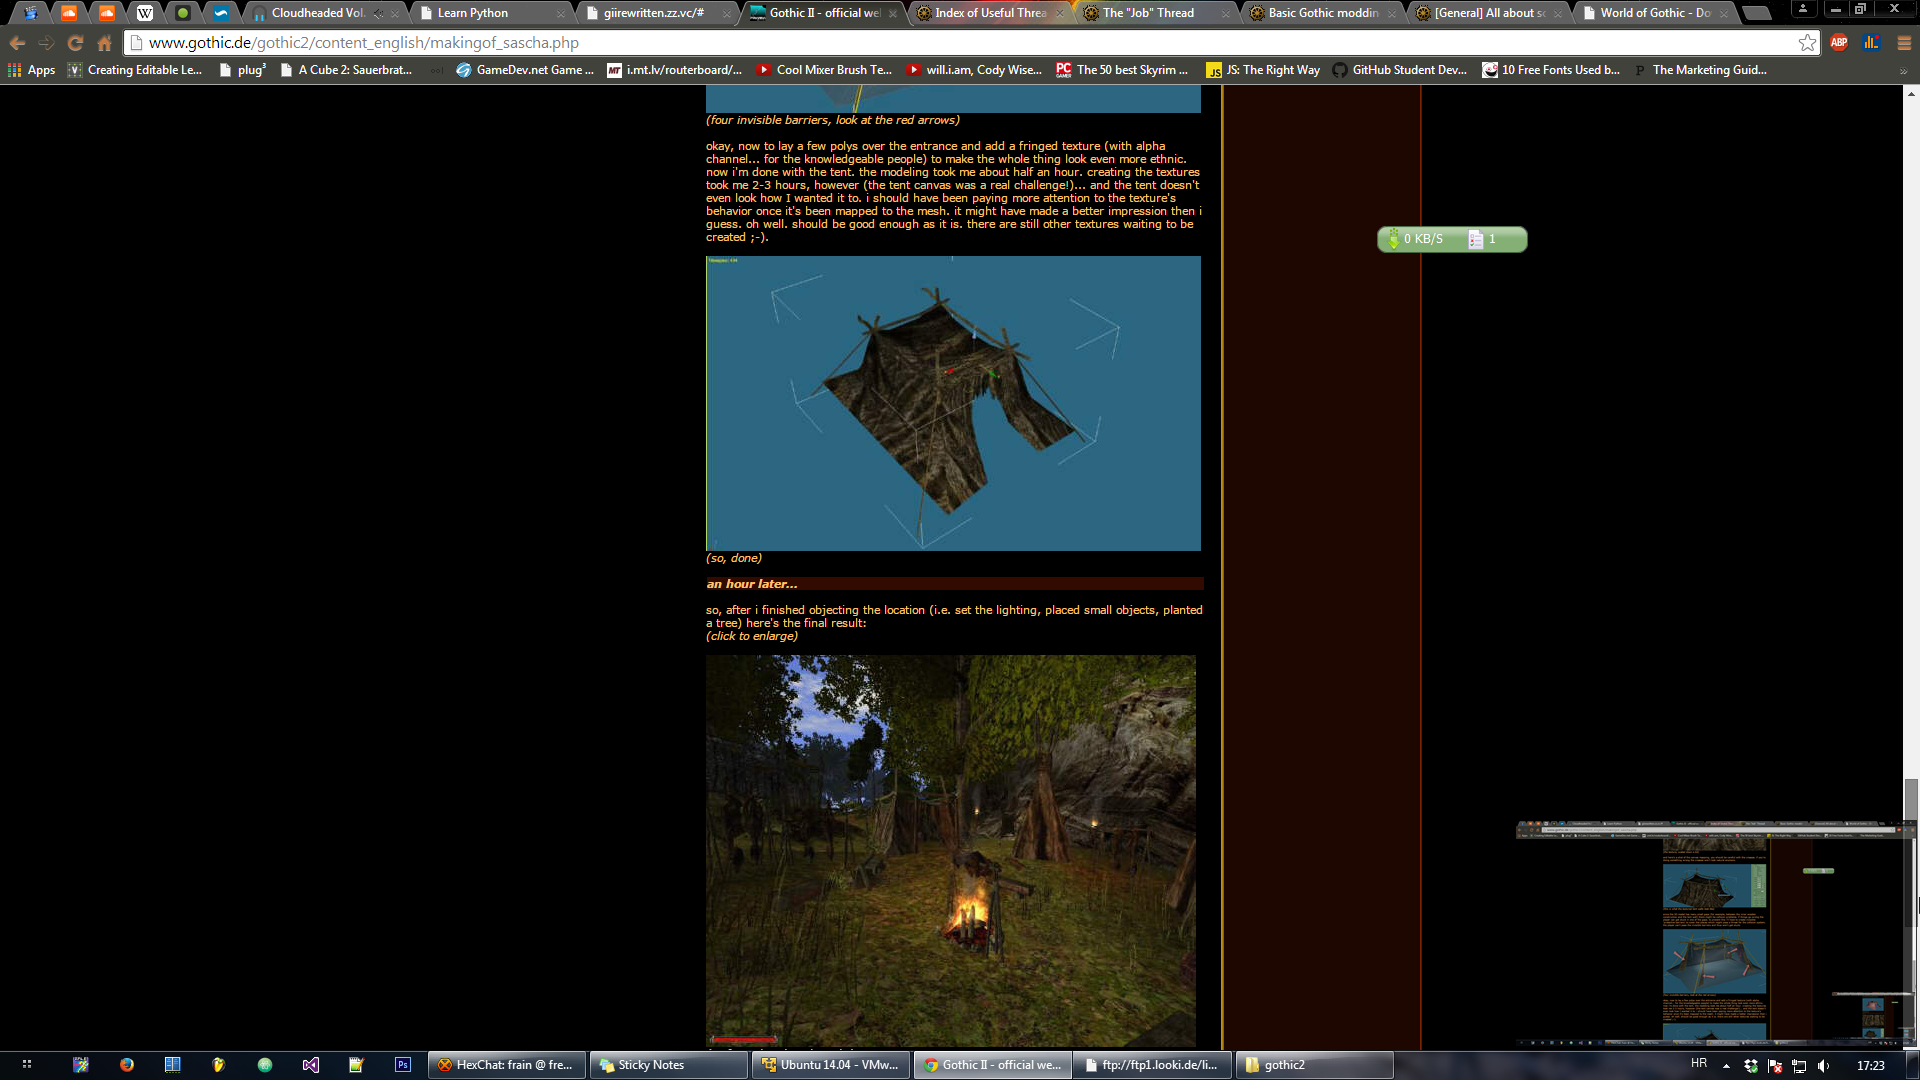 Cloudheaded Vol.
Learn Python
giirewritten.zz.vc/#
Gothic II - official wel
Index of Useful Threa
The "Job" Thread
Basic Gothic moddin
[General] All about sc
World of Gothic - Do
www.gothic.de/gothic2/content_english/makingof_sascha.php
ABP
Apps
Creating Editable Le...
plug³
A Cube 2: Sauerbrat...
GameDev.net Game ...
i.mt.lv/routerboard/...
Cool Mixer Brush Te...
will.i.am, Cody Wise...
The 50 best Skyrim ...
JS: The Right Way
GitHub Student Dev...
10 Free Fonts Used b...
The Marketing Guid...
(four invisible barriers, look at the red arrows)
okay, now to lay a few polys over the entrance and add a fringed texture (with alpha
channel... for the knowledgeable people) to make the whole thing look even more ethnic.
now i'm done with the tent. the modeling took me about half an hour. creating the textures
took me 2-3 hours, however (the tent canvas was a real challenge!)... and the tent doesn't
even look how I wanted it to. i should have been paying more attention to the texture's
behavior once it's been mapped to the mesh. it might have made a better impression then i
guess. oh well. should be good enough as it is. there are still other textures waiting to be
created ;-).
0 KB/S 1
(so, done)
an hour later...
so, after i finished objecting the location (i.e. set the lighting, placed small objects, planted
a tree) here's the final result:
(click to enlarge)
HexChat: frain @ fre...
Sticky Notes
Ubuntu 14.04 - VMw...
Gothic II - official we...
ftp://ftp1.looki.de/li...
gothic2
HR
17:23